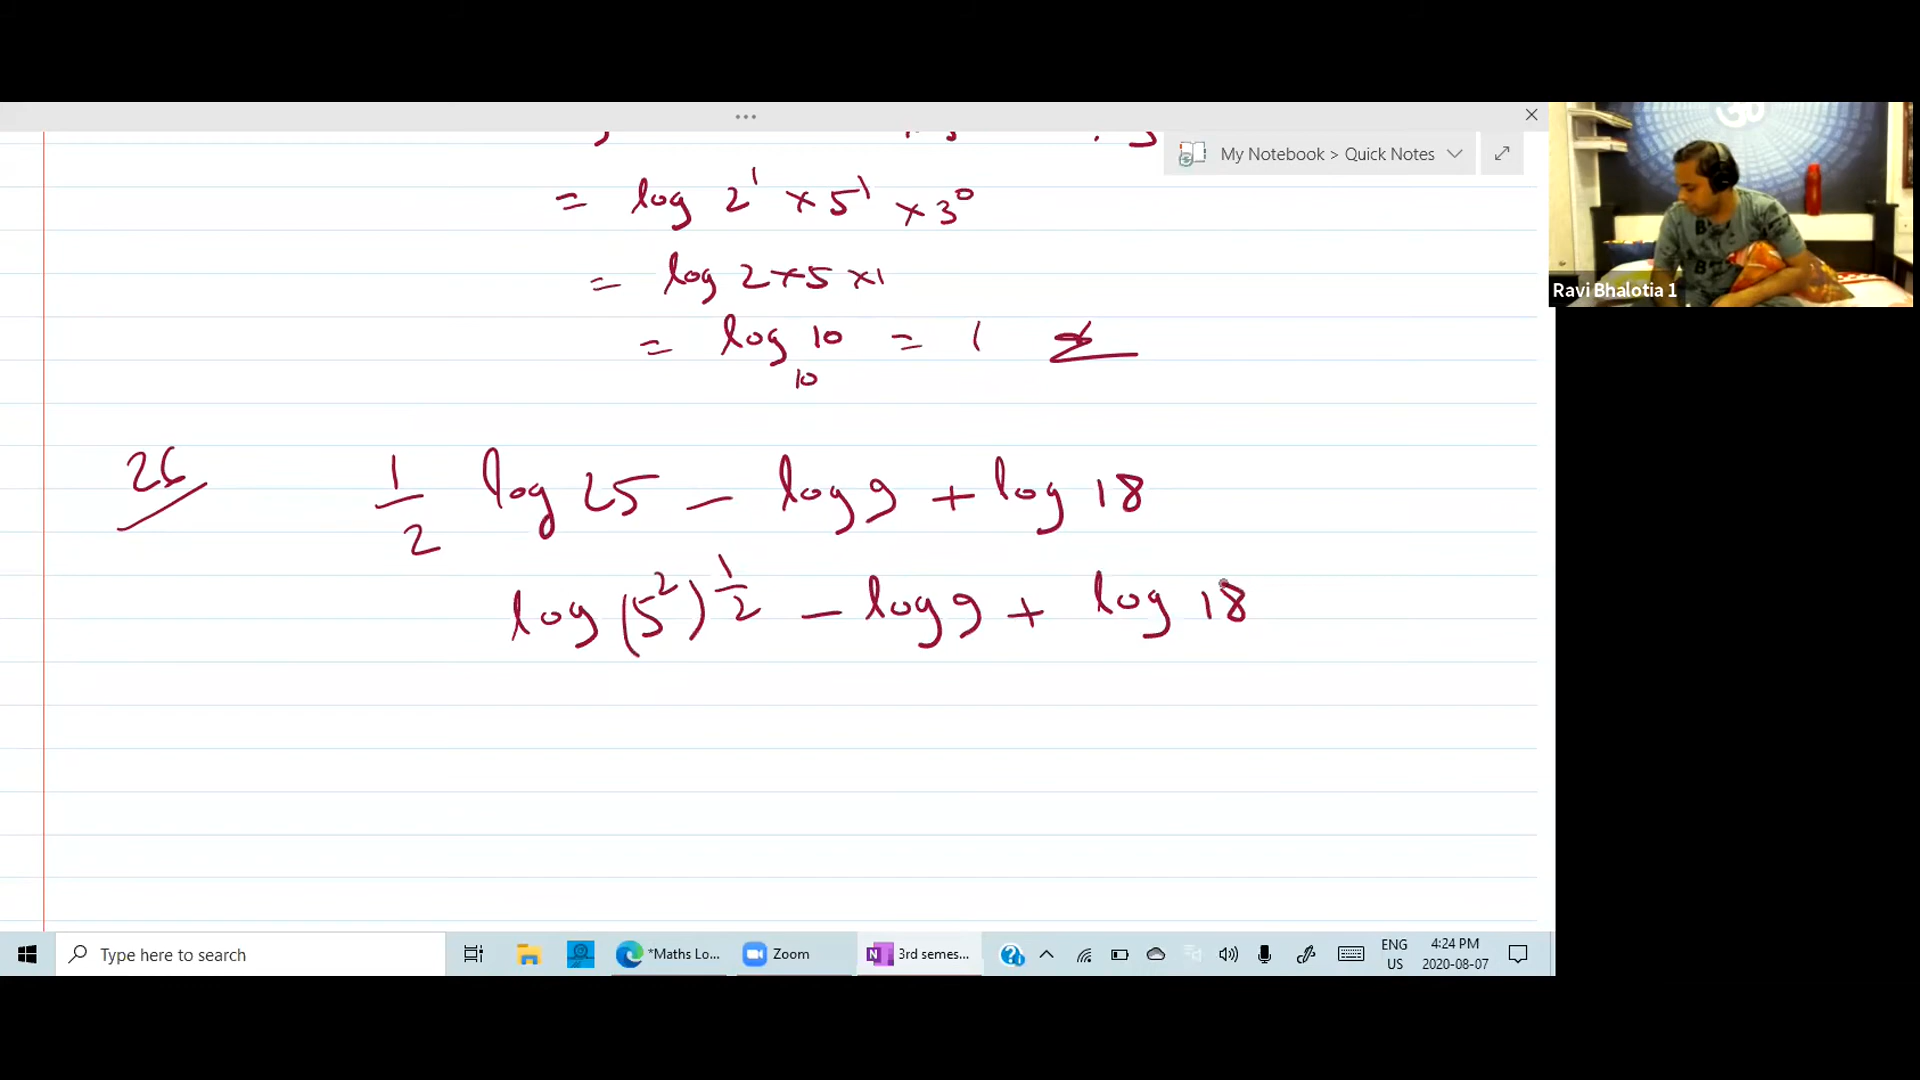 My Notebook > Quick Notes
= log 2¹ × 5¹ × 3⁰
= log 2 × 5 × 1
= log₁₀ 10 = 1
26 1/2 log 25 − log 9 + log 18
log (5²)^1/2 − log 9 + log 18
Ravi Bhalotia 1
Type here to search
*Maths Lo...
Zoom
3rd semes...
ENG
US
4:24 PM
2020-08-07